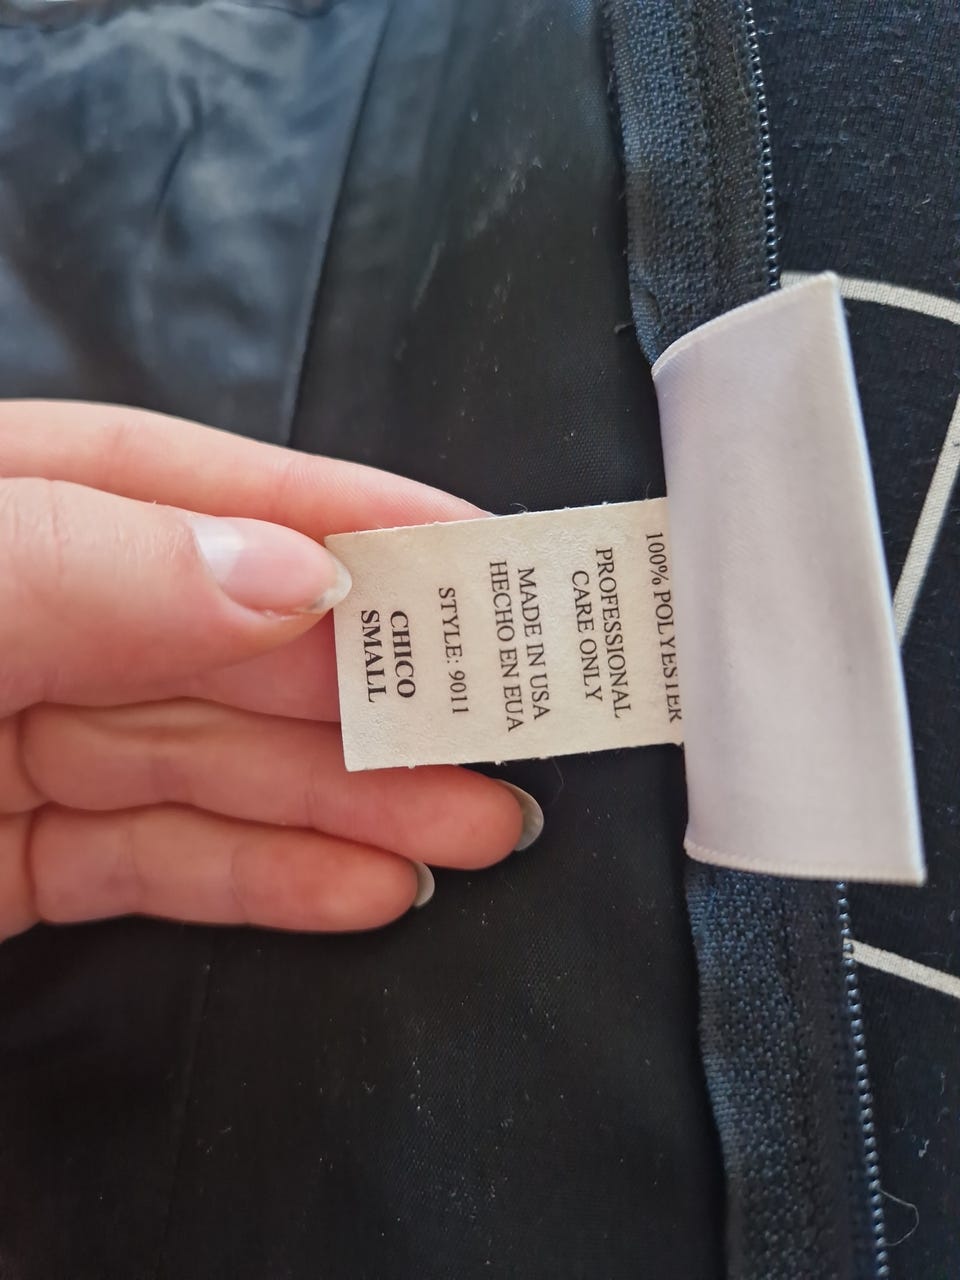 100% POLYESTER
PROFESSIONAL
CARE ONLY
MADE IN USA
HECHO EN EUA
STYLE: 9011
CHICO
SMALL